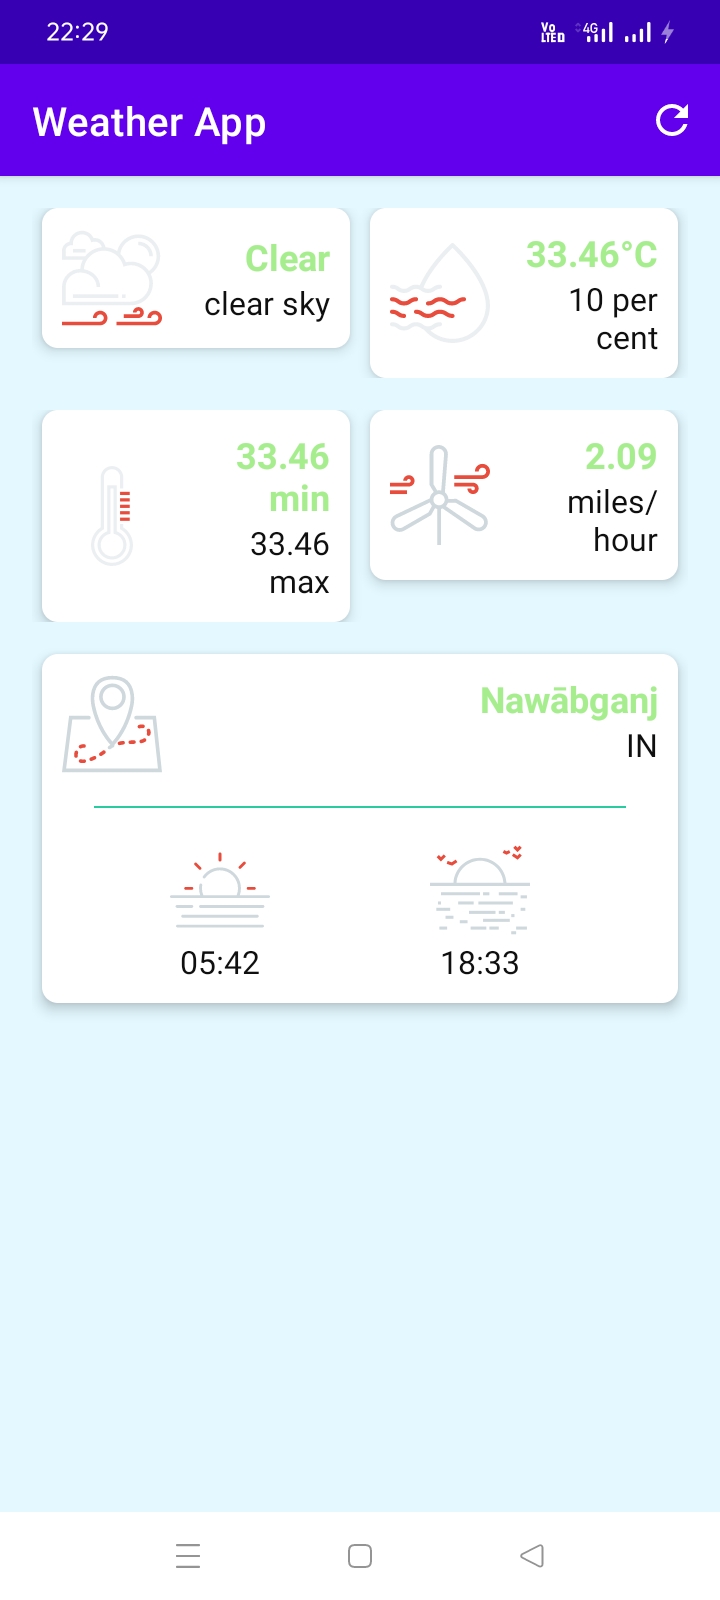 22:29
Vo LTED 4G
Weather App
Clear
clear sky
33.46°C
10 per
cent
33.46
min
33.46
max
2.09
miles/
hour
Nawābganj
IN
05:42
18:33